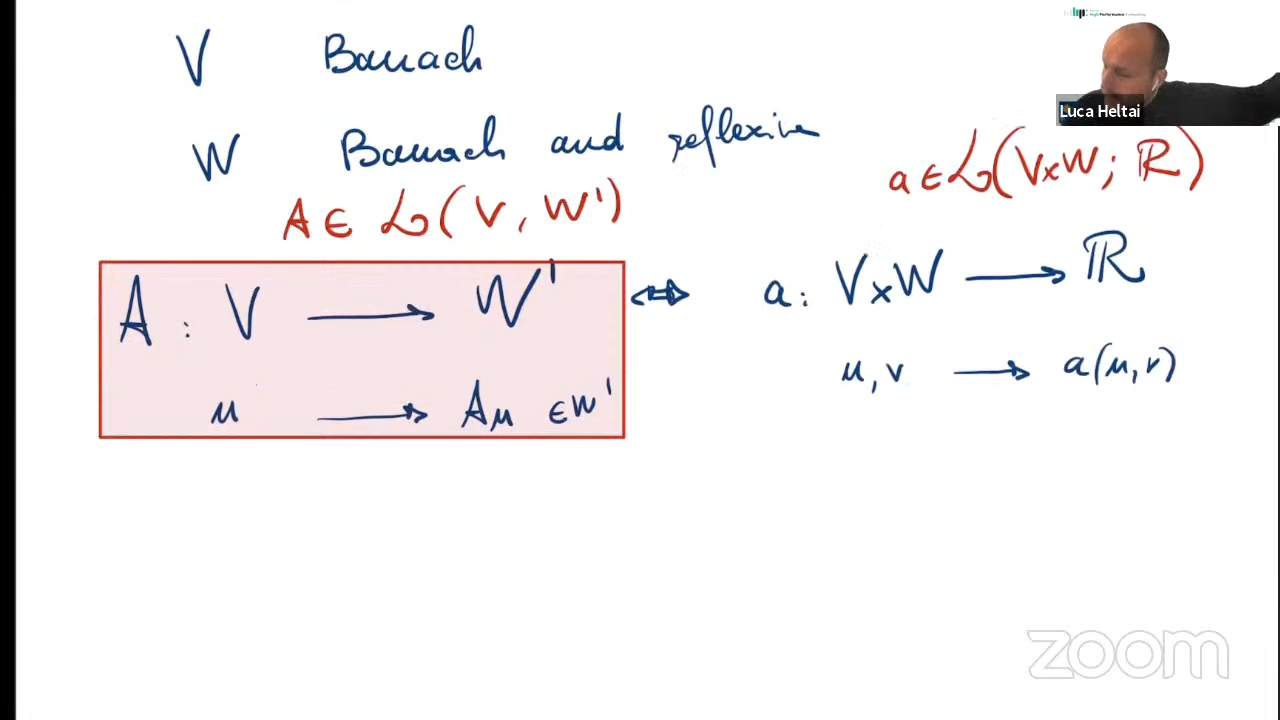 V Banach
W Banach and reflexive
Luca Heltai
A ∈ L(V, W') a ∈ L(V×W; ℝ)
A : V ⟶ W' ⟺ a : V×W ⟶ ℝ
u ⟶ Au ∈ W' u, v ⟶ a(u, v)
zoom